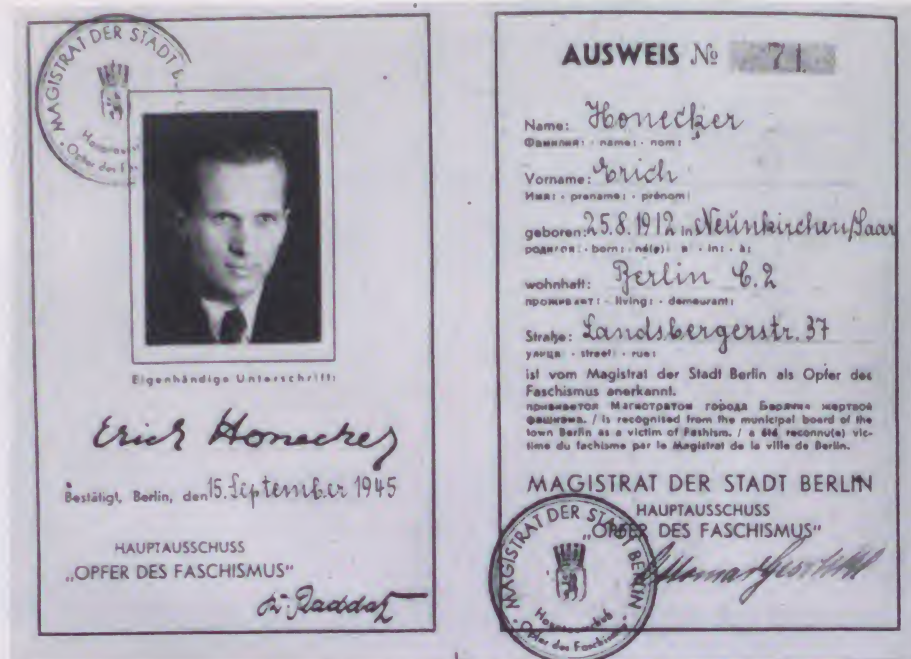 MAGISTRAT DER STADT B
Opfer des F
Eigenhändige Unterschrift:
Erich Honecker
Bestätigt, Berlin, den 15. September 1945
HAUPTAUSSCHUSS
„OPFER DES FASCHISMUS"
Raddatz
AUSWEIS № 71
Name: Honecker
Фамилия: · name: · nom:
Vorname: Erich
Имя: · prename: · prénom:
geboren: 25.8.1912 in Neunkirchen/Saar
родился: · born: · né(e): в · in: · à:
wohnhaft: Berlin C.2
проживает: · living: · demeurant:
Straße: Landsbergerstr. 37
улица · street: · rue:
ist vom Magistrat der Stadt Berlin als Opfer des
Faschismus anerkannt.
Магистратом города Берлина жертвой
фашизма. / is recognised from the municipal board of the
town Berlin as a victim of Fashism. / a été reconnu(e) vic-
time du fachisme par le Magistrat de la ville de Berlin.
MAGISTRAT DER STADT BERLIN
HAUPTAUSSCHUSS
„OPFER DES FASCHISMUS"
MAGISTRAT DER STADT BERLIN
Hauptausschuß
Opfer des Faschismus